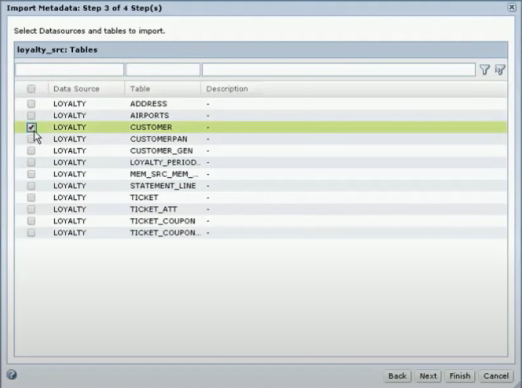 Import Metadata: Step 3 of 4 Step(s)
Select Datasources and tables to import.
loyalty_src: Tables
Data Source Table Description
LOYALTY ADDRESS -
LOYALTY AIRPORTS -
LOYALTY CUSTOMER -
LOYALTY CUSTOMERPAN -
LOYALTY CUSTOMER_GEN -
LOYALTY LOYALTY_PERIOD... -
LOYALTY MEM_SRC_MEM_... -
LOYALTY STATEMENT_LINE -
LOYALTY TICKET -
LOYALTY TICKET_ATT -
LOYALTY TICKET_COUPON -
LOYALTY TICKET_COUPON... -
? Back Next Finish Cancel